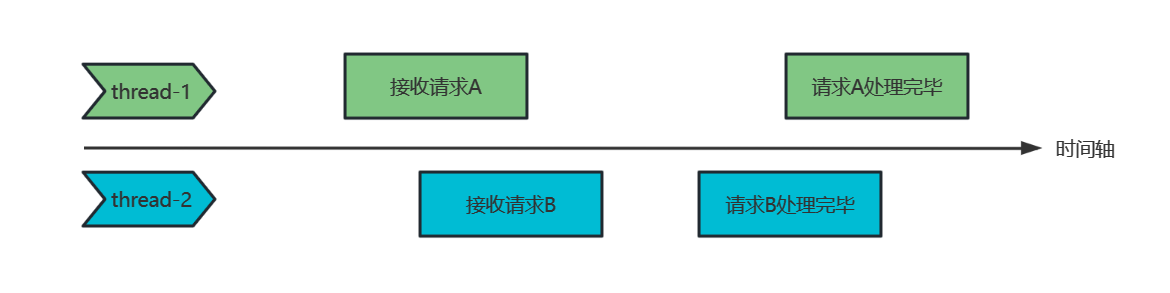 thread-1
接收请求A
请求A处理完毕
时间轴
thread-2
接收请求B
请求B处理完毕